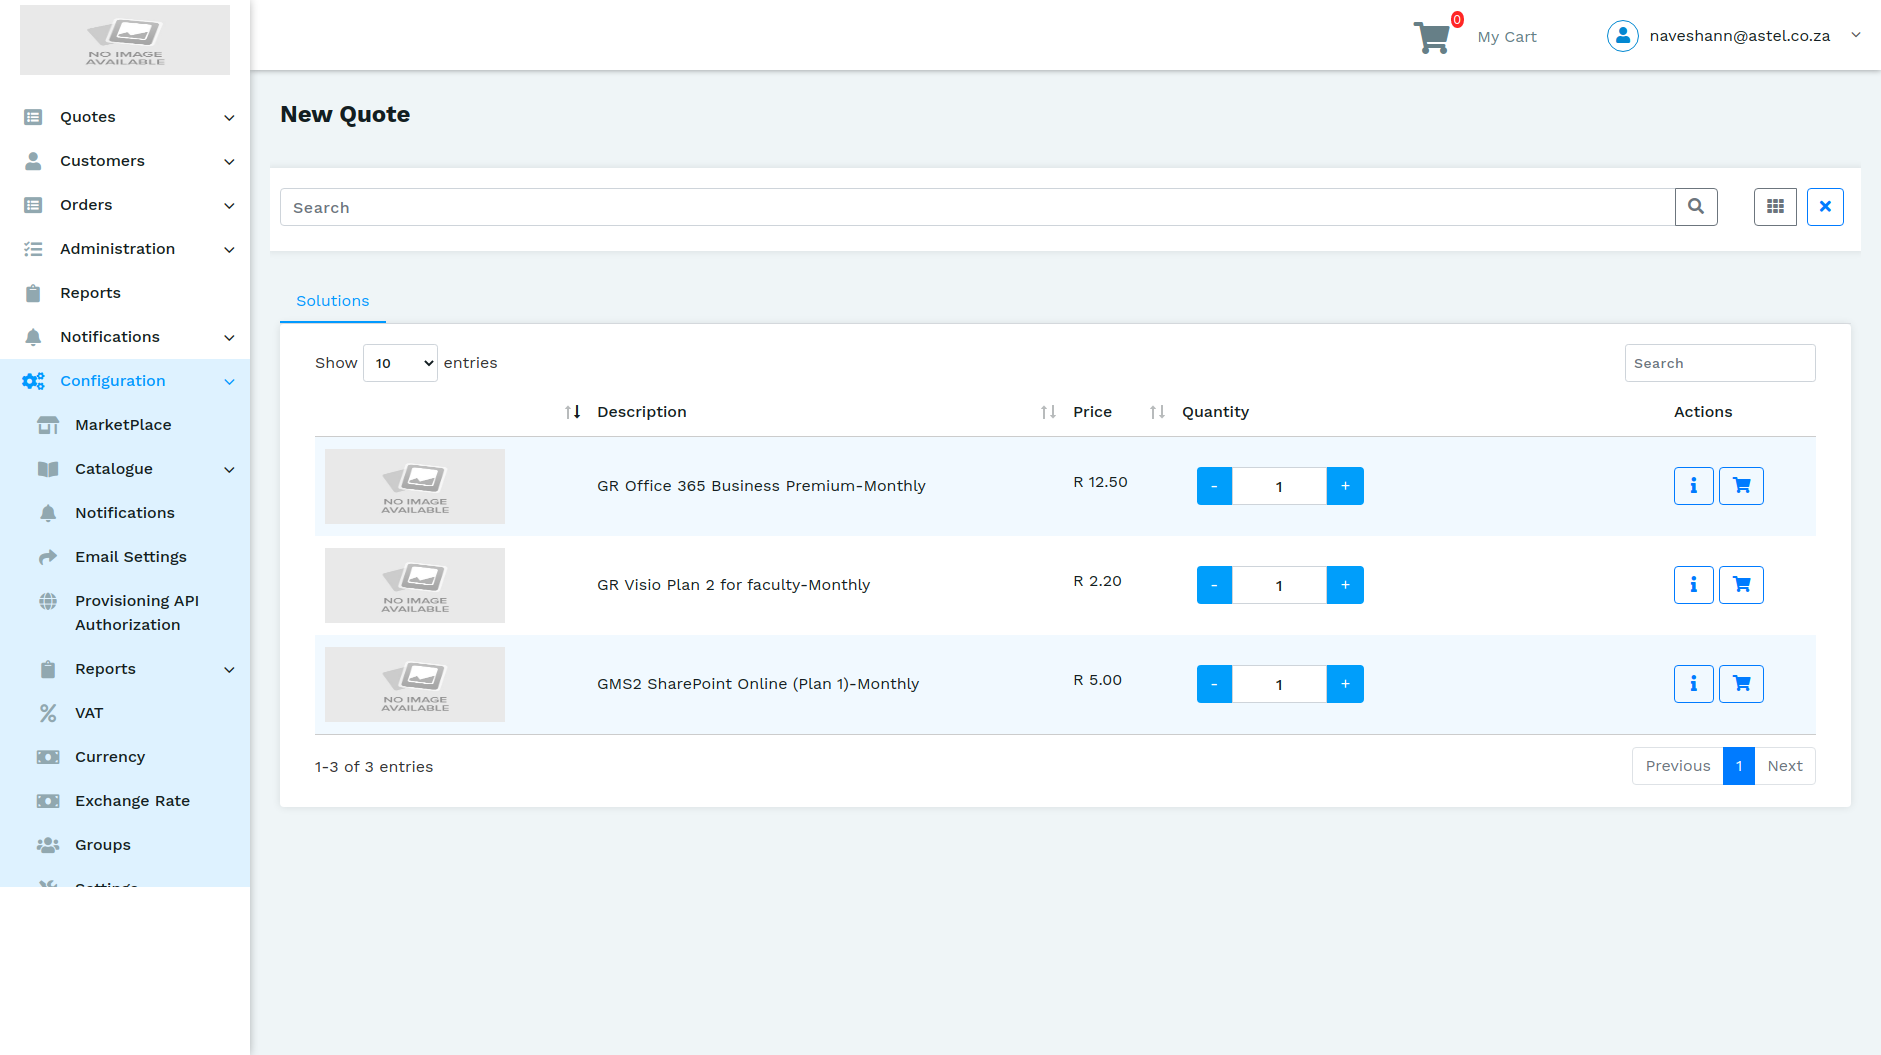 NO IMAGE
AVAILABLE
0
My Cart
naveshann@astel.co.za
Quotes
Customers
Orders
Administration
Reports
Notifications
Configuration
MarketPlace
Catalogue
Notifications
Email Settings
Provisioning API
Authorization
Reports
VAT
Currency
Exchange Rate
Groups
Settings
New Quote
Search
Solutions
Show 10 entries
Search
Description Price Quantity Actions
NO IMAGE
AVAILABLE
GR Office 365 Business Premium-Monthly R 12.50 - 1 +
NO IMAGE
AVAILABLE
GR Visio Plan 2 for faculty-Monthly R 2.20 - 1 +
NO IMAGE
AVAILABLE
GMS2 SharePoint Online (Plan 1)-Monthly R 5.00 - 1 +
1-3 of 3 entries
Previous 1 Next